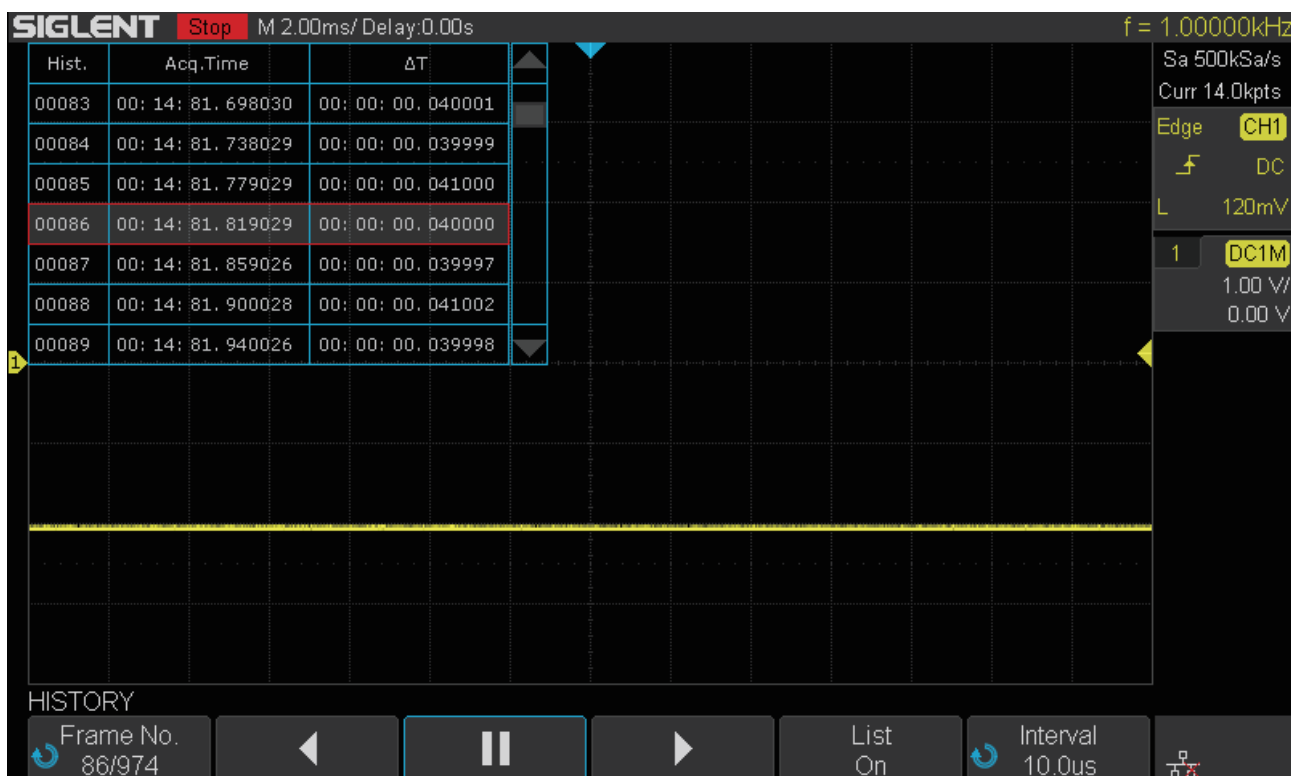 SIGLENT Stop M 2.00ms/ Delay:0.00s f = 1.00000kHz
Sa 500kSa/s
Curr 14.0kpts
Edge CH1
DC
L 120mV
1 DC1M
1.00 V/
0.00 V
Hist. Acq.Time ΔT
00083 00: 14: 81. 698030 00: 00: 00. 040001
00084 00: 14: 81. 738029 00: 00: 00. 039999
00085 00: 14: 81. 779029 00: 00: 00. 041000
00086 00: 14: 81. 819029 00: 00: 00. 040000
00087 00: 14: 81. 859026 00: 00: 00. 039997
00088 00: 14: 81. 900028 00: 00: 00. 041002
00089 00: 14: 81. 940026 00: 00: 00. 039998
1
HISTORY
Frame No. List Interval
86/974 On 10.0us